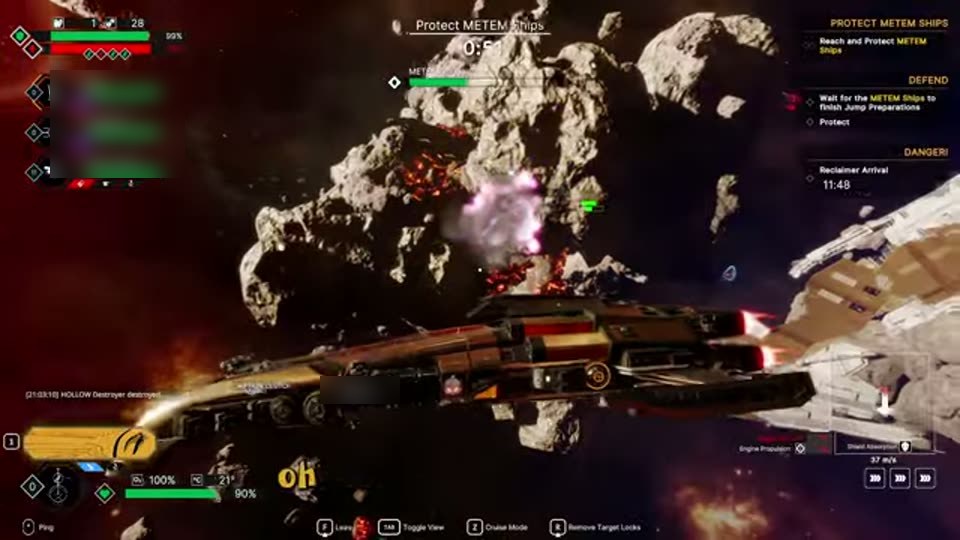 1 28
99%
Protect METEM Ships
0:51
PROTECT METEM SHIPS
Reach and Protect METEM
Ships
DEFEND
Wait for the METEM Ships to
finish Jump Preparations
Protect
DANGER!
Reclaimer Arrival
11:48
[21:03:10] HOLLOW Destroyer destroyed
1
oh
0
O₂ 100% °C 21°
90%
Engine Propulsion
Shield Absorption
37 m/s
Ping
F
TAB Toggle View
Z Cruise Mode
R Remove Target Locks